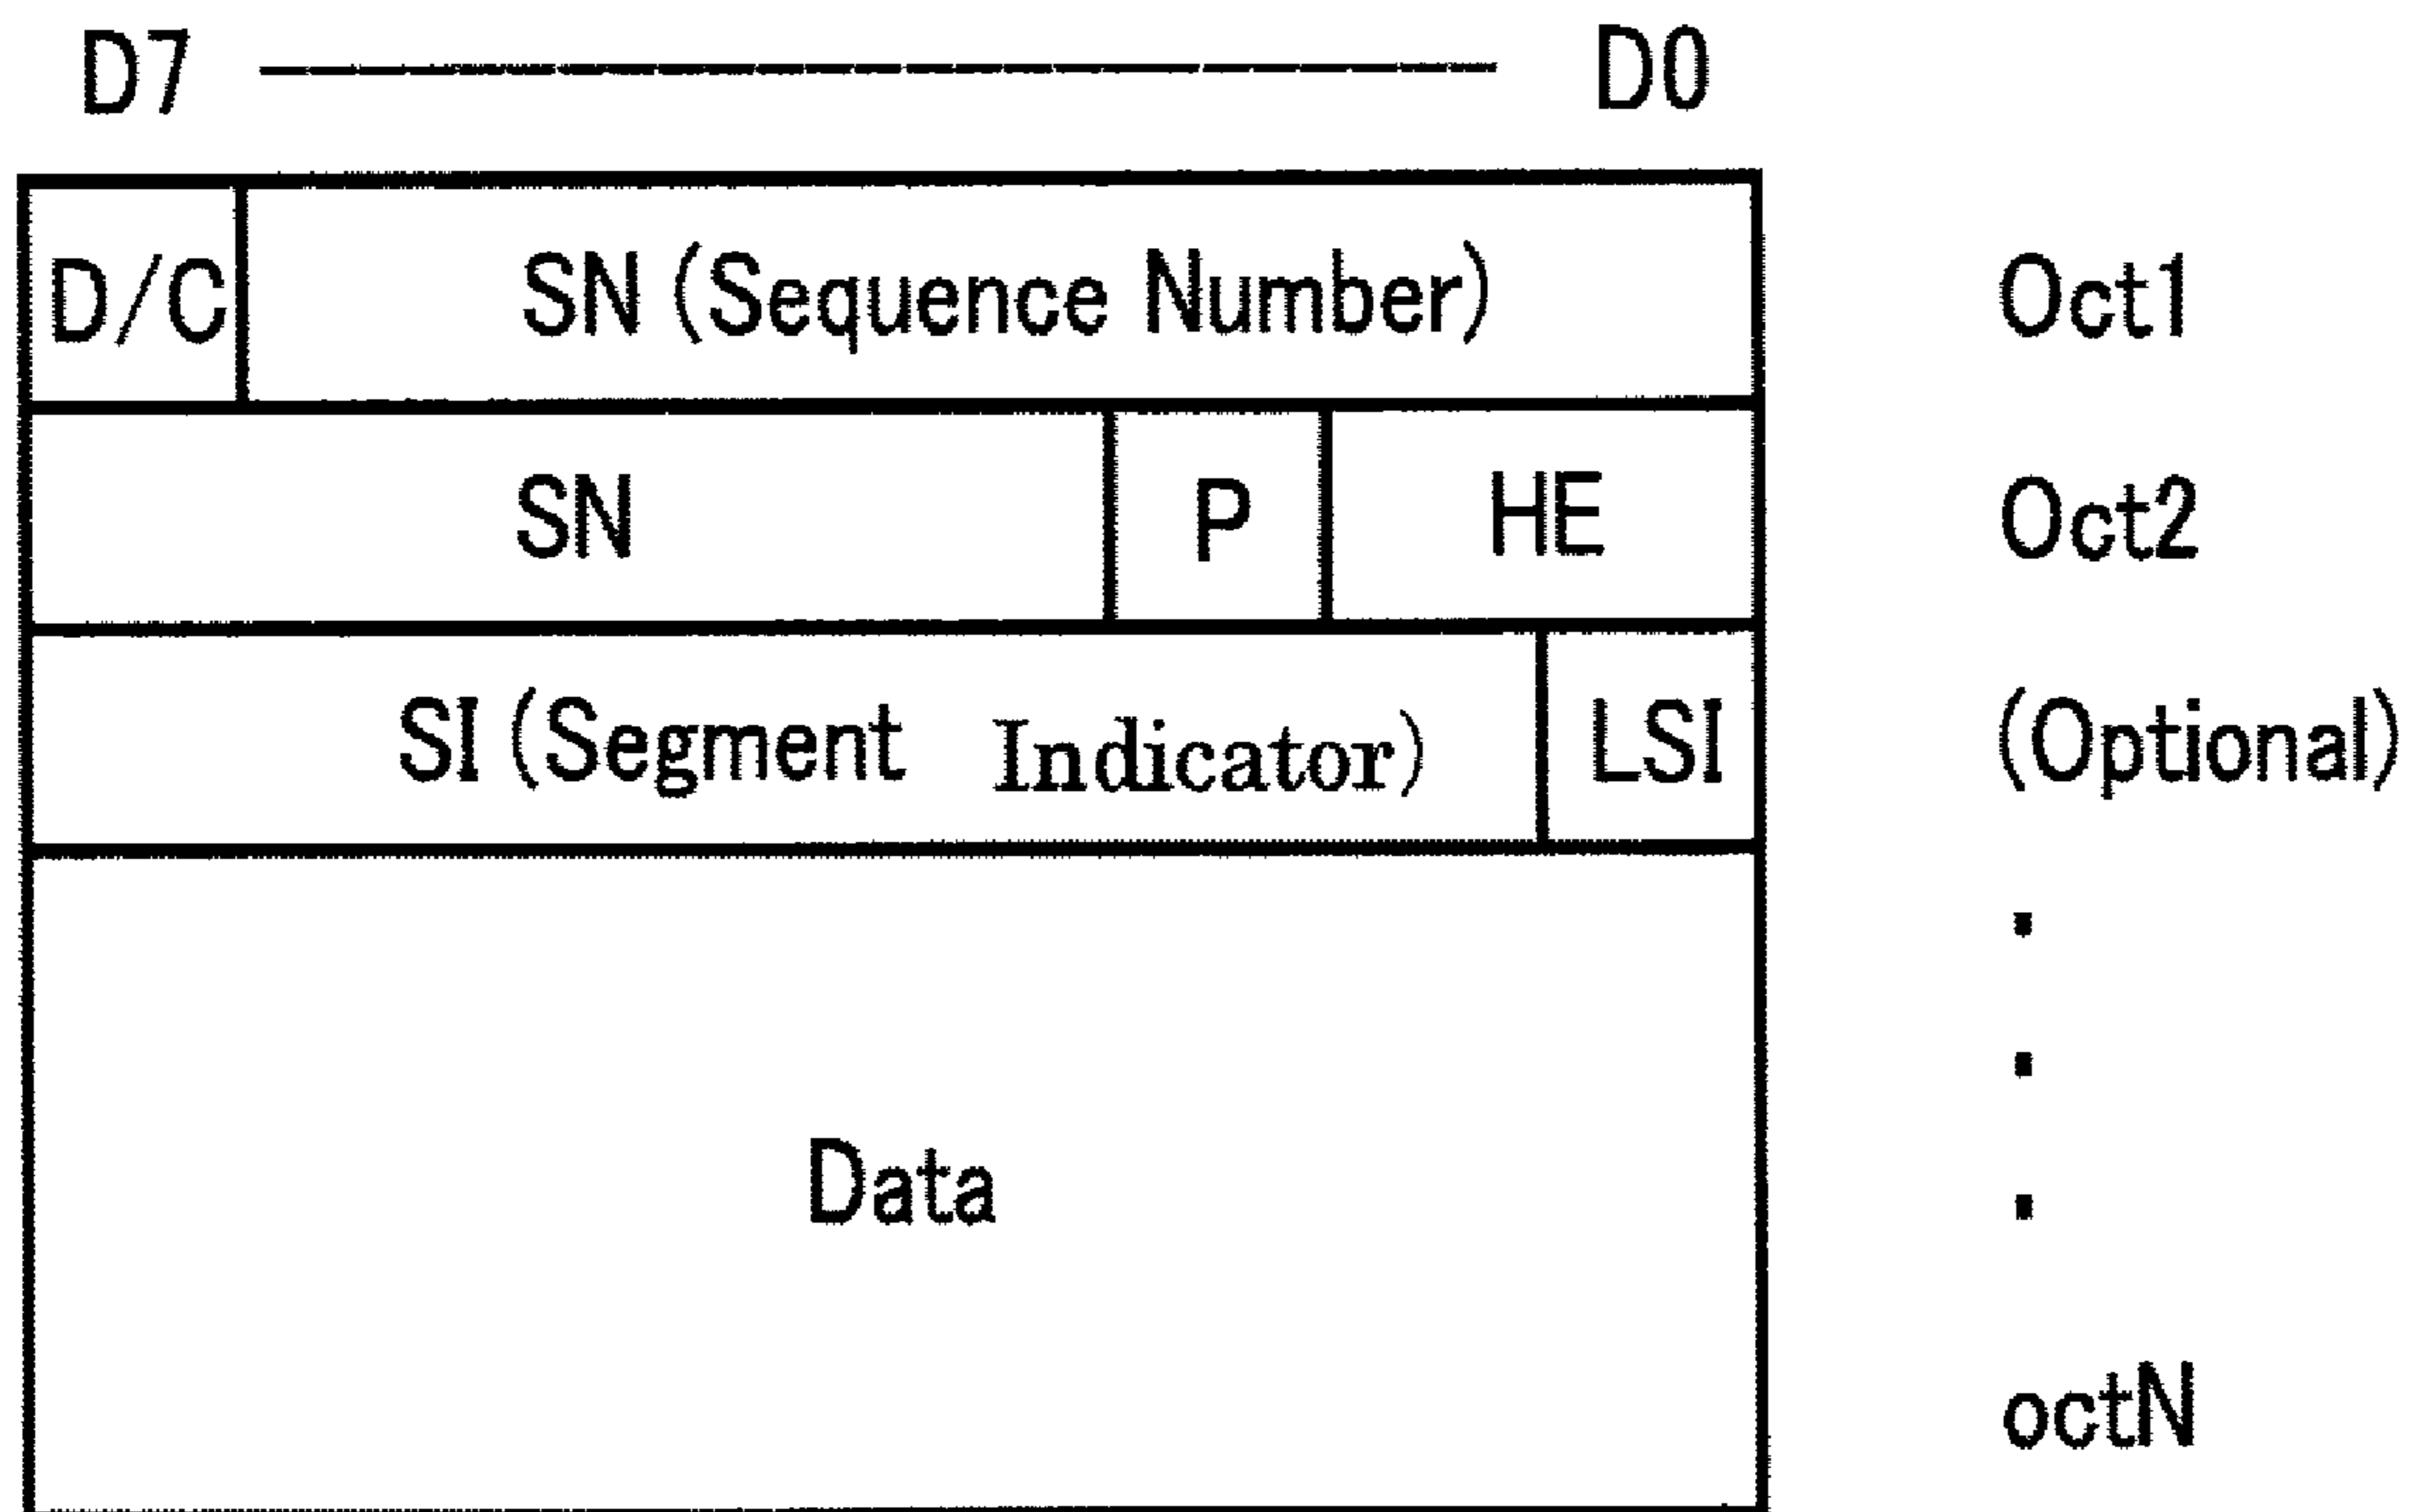 D7 D0
D/C SN (Sequence Number) Oct1
SN P HE Oct2
SI (Segment Indicator) LSI (Optional)
Data
octN